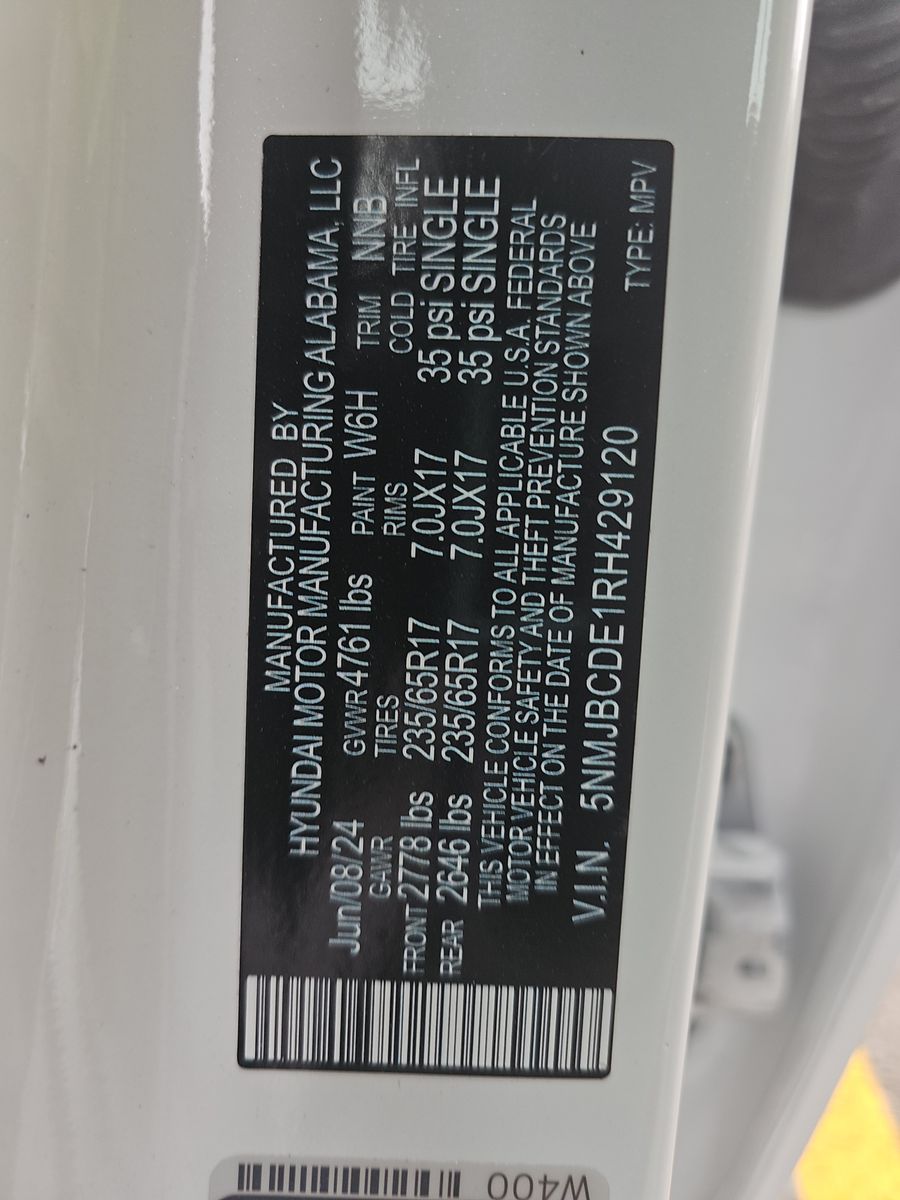 MANUFACTURED BY
HYUNDAI MOTOR MANUFACTURING ALABAMA, LLC
Jun/08/24 GVWR 4761 lbs PAINT W6H TRIM NNB
GAWR TIRES RIMS COLD TIRE INFL
FRONT 2778 lbs 235/65R17 7.0JX17 35 psi SINGLE
REAR 2646 lbs 235/65R17 7.0JX17 35 psi SINGLE
THIS VEHICLE CONFORMS TO ALL APPLICABLE U.S.A. FEDERAL
MOTOR VEHICLE SAFETY AND THEFT PREVENTION STANDARDS
IN EFFECT ON THE DATE OF MANUFACTURE SHOWN ABOVE
V.I.N. 5NMJBCDE1RH429120 TYPE: MPV
W400